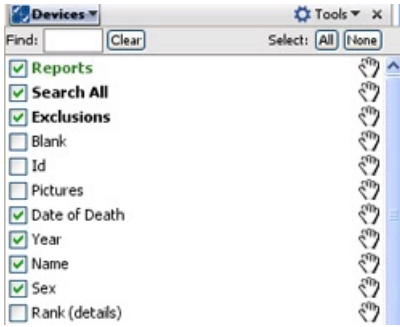 Devices Tools
Find: Clear Select: All None
Reports
Search All
Exclusions
Blank
Id
Pictures
Date of Death
Year
Name
Sex
Rank (details)